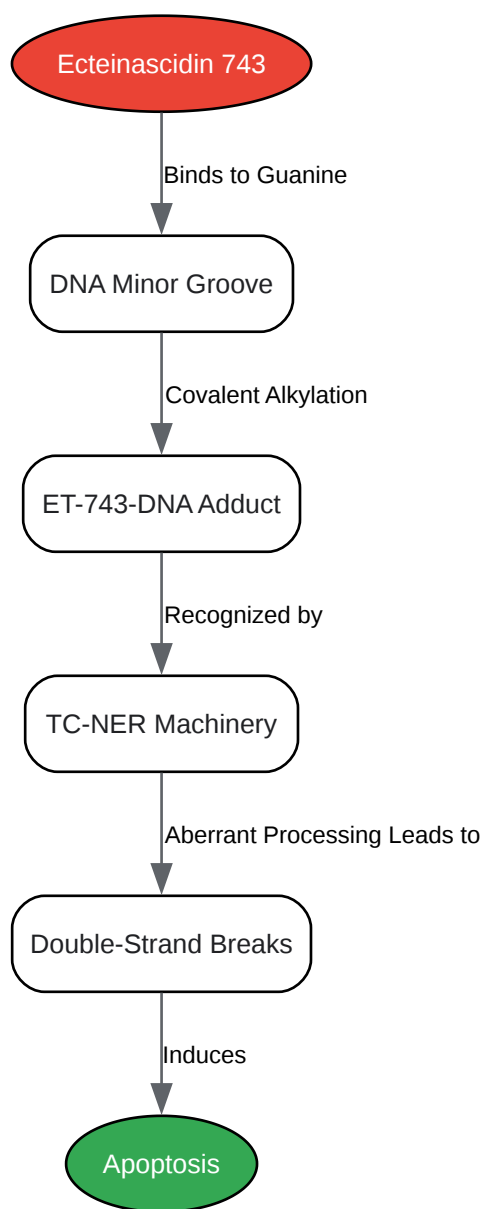 Ecteinascidin 743
Binds to Guanine
DNA Minor Groove
Covalent Alkylation
ET-743-DNA Adduct
Recognized by
TC-NER Machinery
Aberrant Processing Leads to
Double-Strand Breaks
Induces
Apoptosis